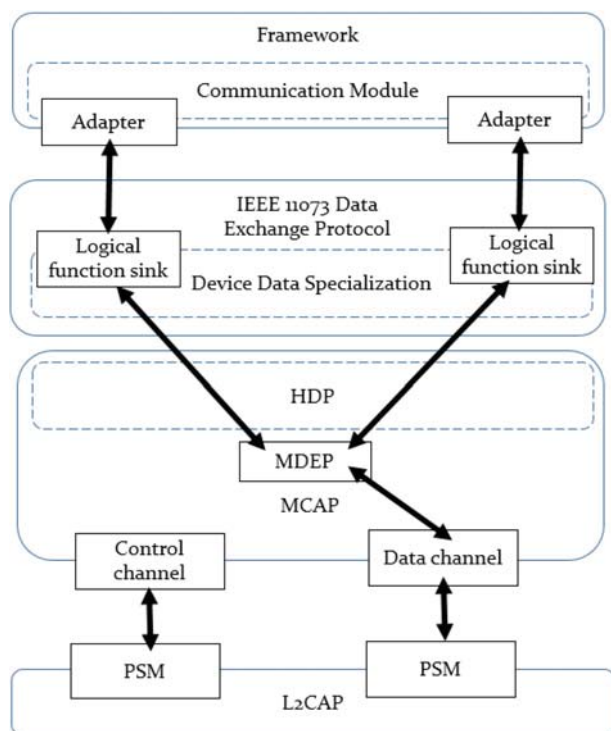 Framework
Communication Module
Adapter
Adapter
IEEE 11073 Data
Exchange Protocol
Logical
function sink
Logical
function sink
Device Data Specialization
HDP
MDEP
MCAP
Control
channel
Data channel
PSM
PSM
L2CAP